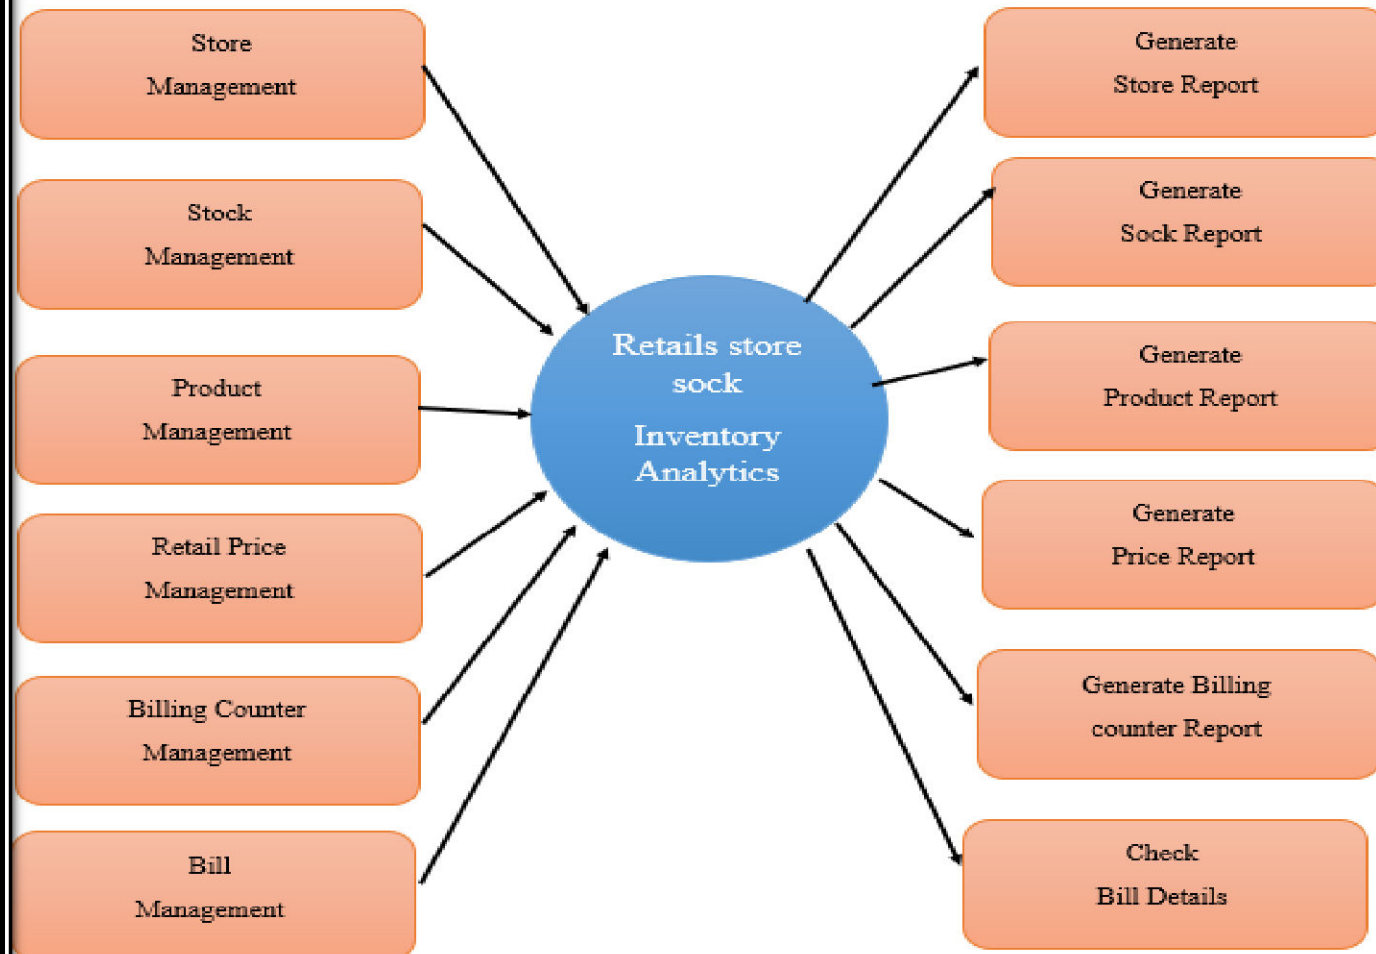 Store
Management
Stock
Management
Product
Management
Retail Price
Management
Billing Counter
Management
Bill
Management
Retails store
sock
Inventory
Analytics
Generate
Store Report
Generate
Sock Report
Generate
Product Report
Generate
Price Report
Generate Billing
counter Report
Check
Bill Details